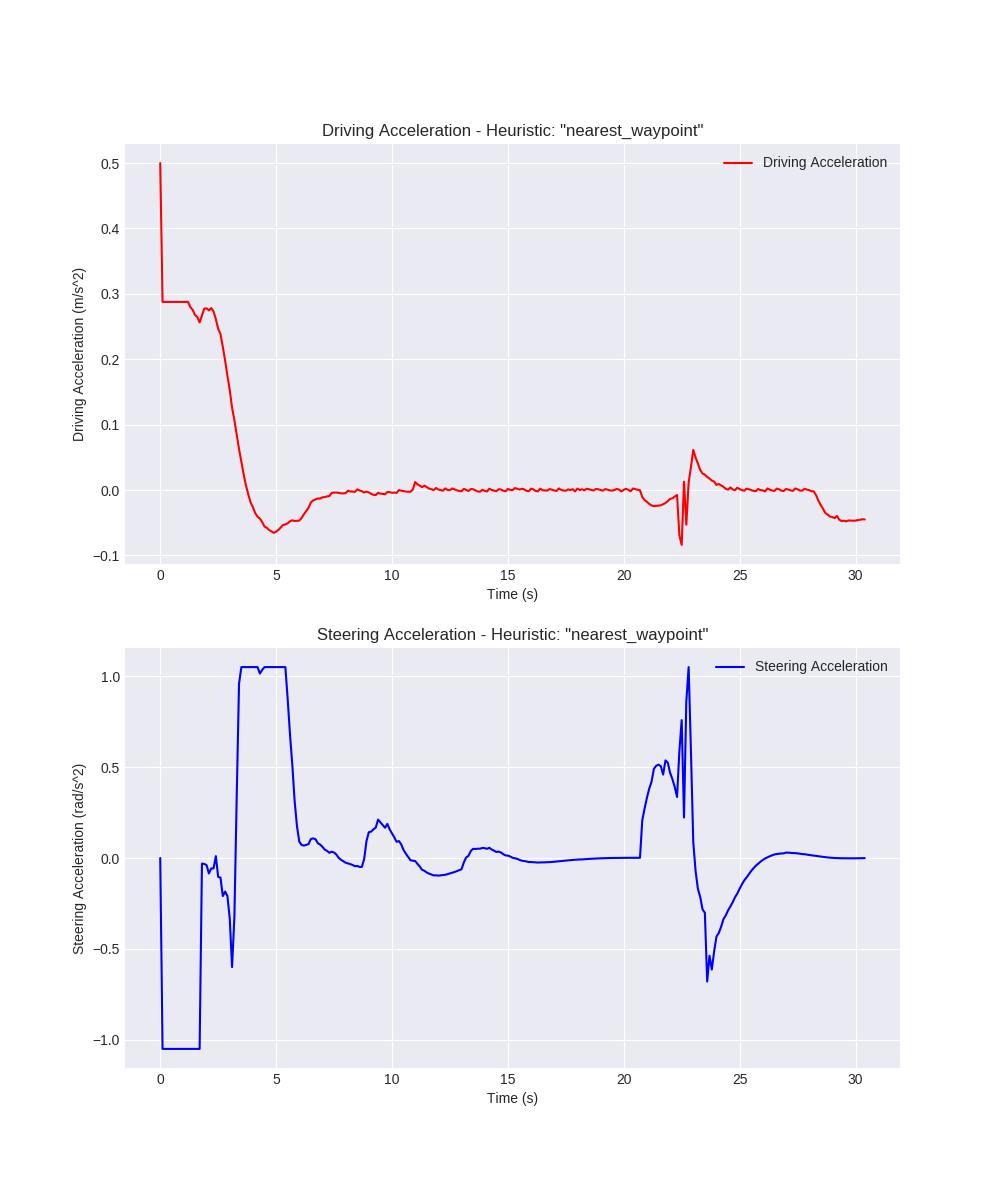 Driving Acceleration - Heuristic: "nearest_waypoint"
Driving Acceleration
0.5
0.4
0.3
0.2
0.1
0.0
−0.1
Driving Acceleration (m/s^2)
0 5 10 15 20 25 30
Time (s)
Steering Acceleration - Heuristic: "nearest_waypoint"
Steering Acceleration
1.0
0.5
0.0
−0.5
−1.0
Steering Acceleration (rad/s^2)
0 5 10 15 20 25 30
Time (s)